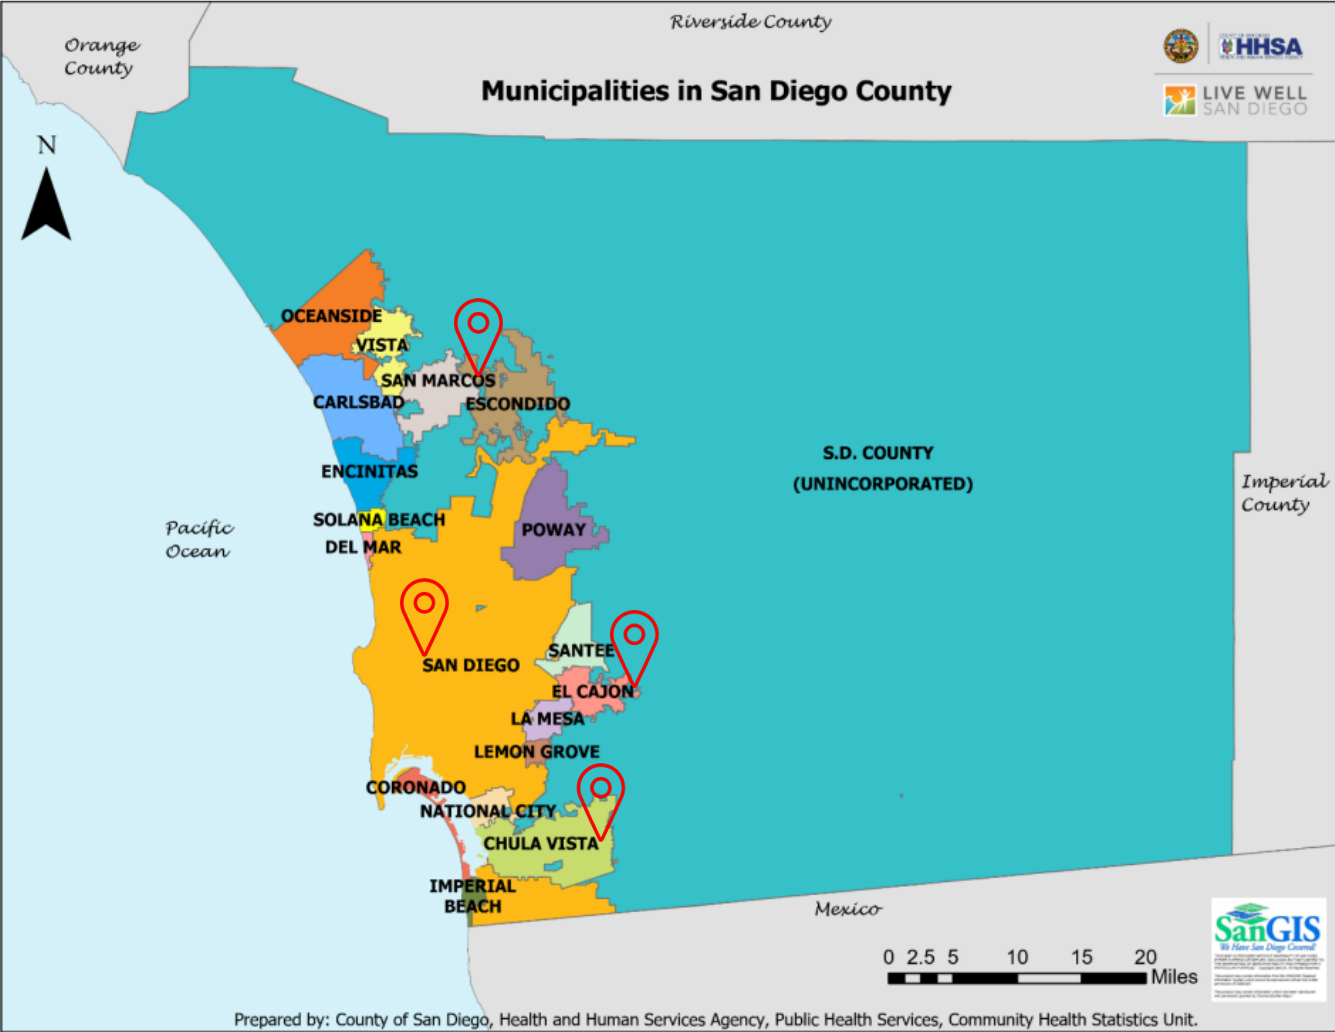 Riverside County
Orange
County
HHSA
LIVE WELL
SAN DIEGO
Municipalities in San Diego County
N
OCEANSIDE
VISTA
SAN MARCOS
CARLSBAD
ESCONDIDO
S.D. COUNTY
(UNINCORPORATED)
ENCINITAS
Imperial
County
SOLANA BEACH
Pacific
Ocean
POWAY
DEL MAR
SANTEE
SAN DIEGO
EL CAJON
LA MESA
LEMON GROVE
CORONADO
NATIONAL CITY
CHULA VISTA
IMPERIAL
BEACH
Mexico
SanGIS
We Have San Diego Covered!
0 2.5 5 10 15 20
Miles
Prepared by: County of San Diego, Health and Human Services Agency, Public Health Services, Community Health Statistics Unit.